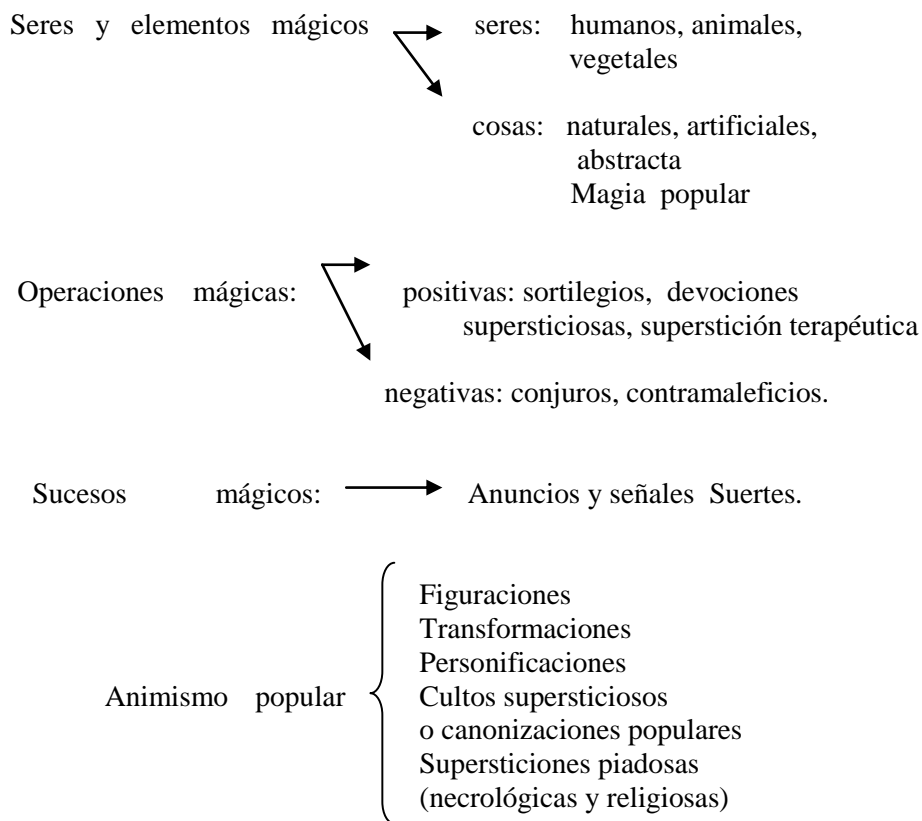 Seres y elementos mágicos seres: humanos, animales,
vegetales
cosas: naturales, artificiales,
abstracta
Magia popular
Operaciones mágicas: positivas: sortilegios, devociones
supersticiosas, superstición terapéutica
negativas: conjuros, contramaleficios.
Sucesos mágicos: Anuncios y señales Suertes.
Figuraciones
Transformaciones
Personificaciones
Animismo popular Cultos supersticiosos
o canonizaciones populares
Supersticiones piadosas
(necrológicas y religiosas)